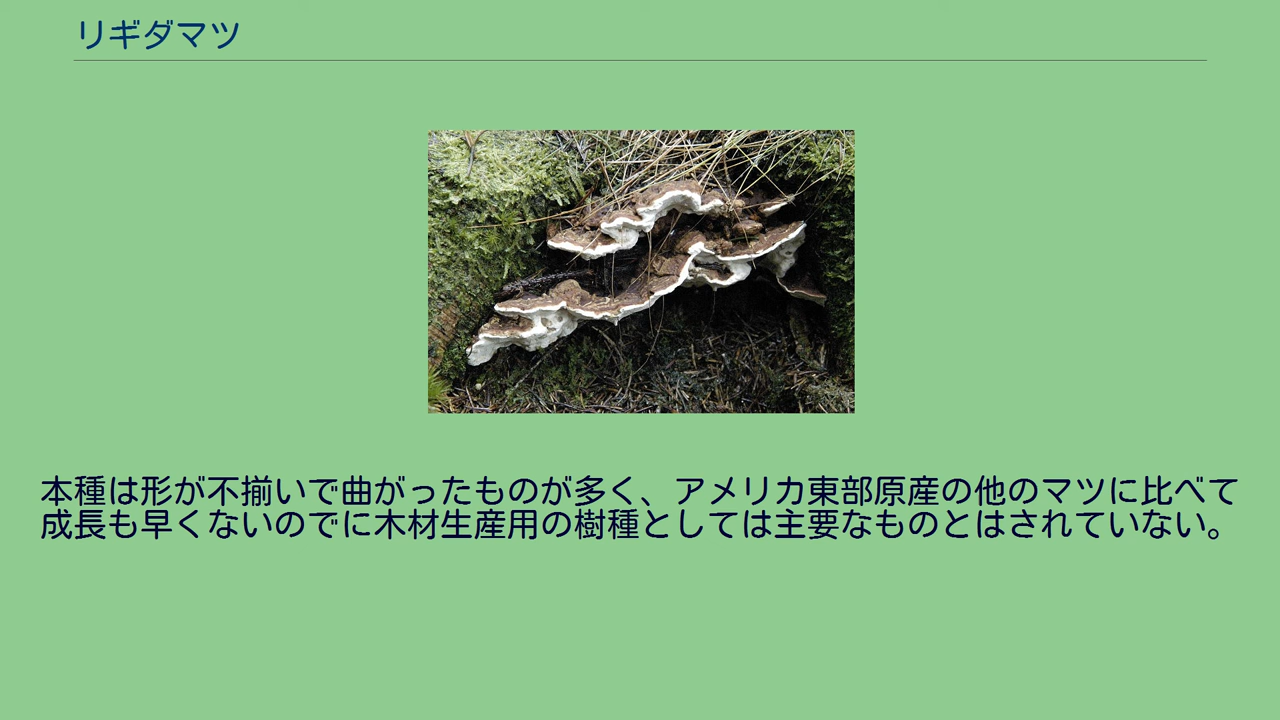 リギダマツ
本種は形が不揃いで曲がったものが多く、アメリカ東部原産の他のマツに比べて
成長も早くないのでに木材生産用の樹種としては主要なものとはされていない。